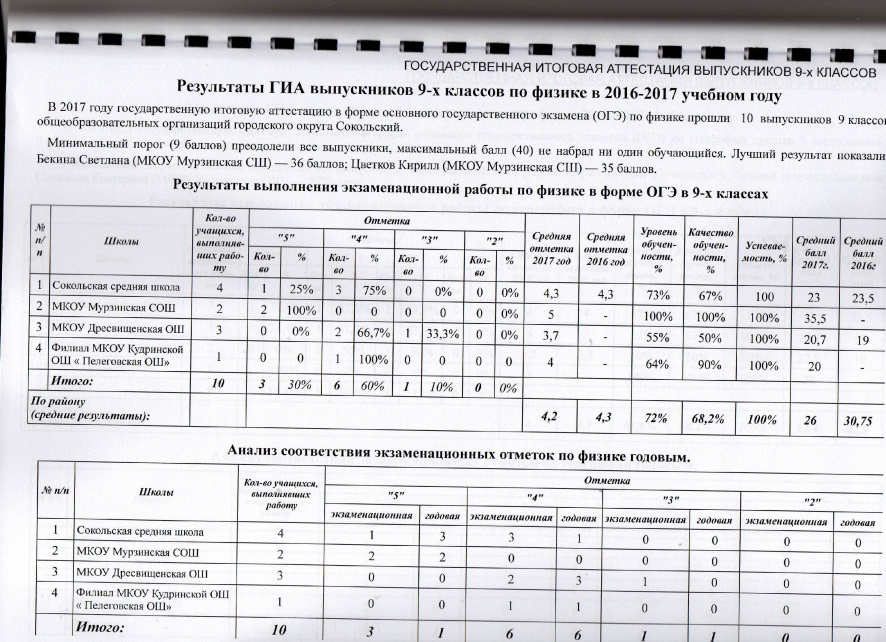 ГОСУДАРСТВЕННАЯ ИТОГОВАЯ АТТЕСТАЦИЯ ВЫПУСКНИКОВ 9-х КЛАССОВ
Результаты ГИА выпускников 9-х классов по физике в 2016-2017 учебном году
В 2017 году государственную итоговую аттестацию в форме основного государственного экзамена (ОГЭ) по физике прошли 10 выпускников 9 классов
общеобразовательных организаций городского округа Сокольский.
Минимальный порог (9 баллов) преодолели все выпускники, максимальный балл (40) не набрал ни один обучающийся. Лучший результат показали
Бекина Светлана (МКОУ Мурзинская СШ) — 36 баллов; Цветков Кирилл (МКОУ Мурзинская СШ) — 35 баллов.
Результаты выполнения экзаменационной работы по физике в форме ОГЭ в 9-х классах
№ п/п Школы Кол-во учащихся, выполняв-ших рабо-ту Отметка Средняя отметка 2017 год Средняя отметка 2016 год Уровень обучен-ности, % Качество обучен-ности, % Успевае-мость, % Средний балл 2017г. Средний балл 2016г
"5" "4" "3" "2"
Кол-во % Кол-во % Кол-во % Кол-во %
1 Сокольская средняя школа 4 1 25% 3 75% 0 0% 0 0% 4,3 4,3 73% 67% 100 23 23,5
2 МКОУ Мурзинская СОШ 2 2 100% 0 0 0 0 0 0% 5 - 100% 100% 100% 35,5 -
3 МКОУ Дресвищенская ОШ 3 0 0% 2 66,7% 1 33,3% 0 0% 3,7 - 55% 50% 100% 20,7 19
4 Филиал МКОУ Кудринской ОШ « Пелеговская ОШ» 1 0 0 1 100% 0 0 0 0 4 - 64% 90% 100% 20 -
Итого: 10 3 30% 6 60% 1 10% 0 0%
По району (средние результаты): 4,2 4,3 72% 68,2% 100% 26 30,75
Анализ соответствия экзаменационных отметок по физике годовым.
№ п/п Школы Кол-во учащихся, выполнявших работу Отметка
"5" "4" "3" "2"
экзаменационная годовая экзаменационная годовая экзаменационная годовая экзаменационная годовая
1 Сокольская средняя школа 4 1 3 3 1 0 0 0 0
2 МКОУ Мурзинская СОШ 2 2 2 0 0 0 0 0 0
3 МКОУ Дресвищенская ОШ 3 0 0 2 3 1 0 0 0
4 Филиал МКОУ Кудринской ОШ « Пелеговская ОШ» 1 0 0 1 1 0 0 0 0
Итого: 10 3 1 6 6 1 1 0 0